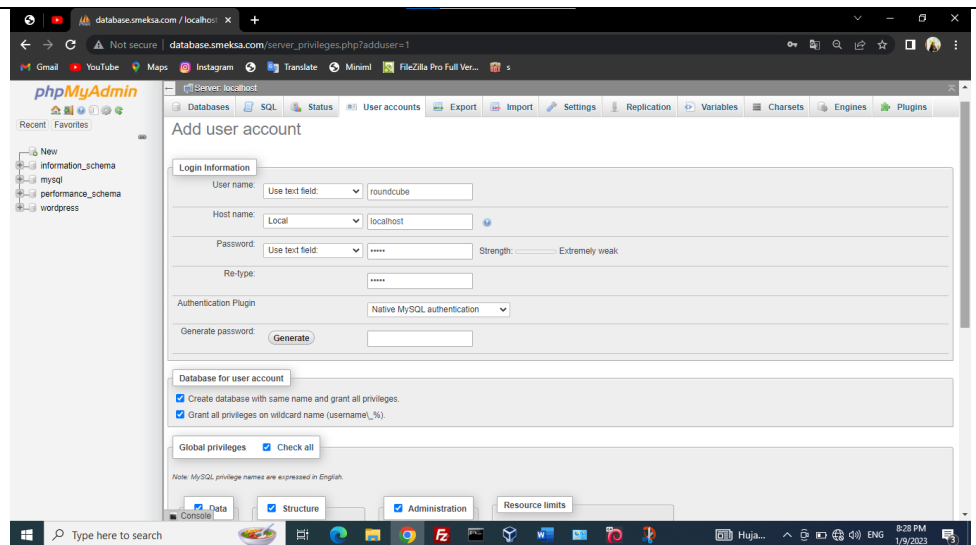 database.smeksa.com / localhost
Not secure | database.smeksa.com/server_privileges.php?adduser=1
Gmail YouTube Maps Instagram Translate Miniml FileZilla Pro Full Ver... s
phpMyAdmin
Recent Favorites
New
information_schema
mysql
performance_schema
wordpress
Server: localhost
Databases SQL Status User accounts Export Import Settings Replication Variables Charsets Engines Plugins
Add user account
Login Information
User name: Use text field: roundcube
Host name: Local localhost
Password: Use text field: ••••• Strength: Extremely weak
Re-type: •••••
Authentication Plugin Native MySQL authentication
Generate password: Generate
Database for user account
Create database with same name and grant all privileges.
Grant all privileges on wildcard name (username\_%).
Global privileges Check all
Note: MySQL privilege names are expressed in English.
Data Structure Administration Resource limits
Console
Type here to search Huja... ENG 8:28 PM
1/9/2023